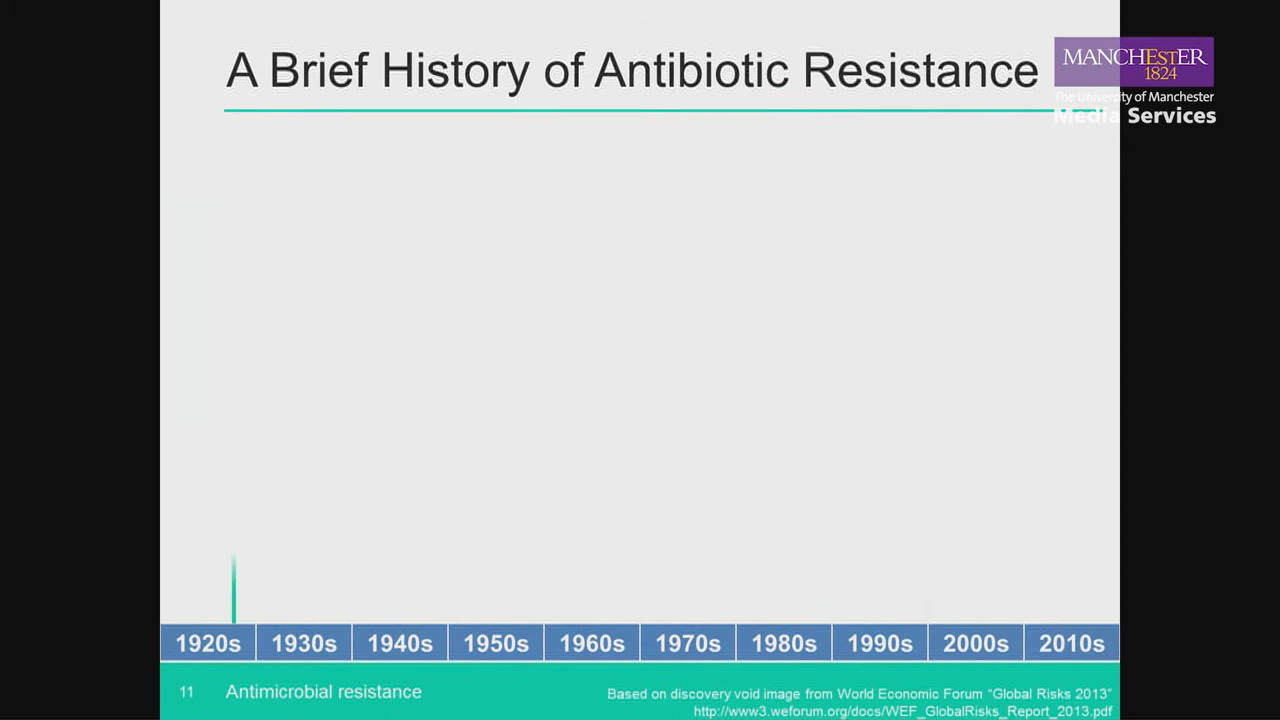 A Brief History of Antibiotic Resistance
MANCHESTER
1824
The University of Manchester
Media Services
1920s 1930s 1940s 1950s 1960s 1970s 1980s 1990s 2000s 2010s
11 Antimicrobial resistance
Based on discovery void image from World Economic Forum “Global Risks 2013”
http://www3.weforum.org/docs/WEF_GlobalRisks_Report_2013.pdf